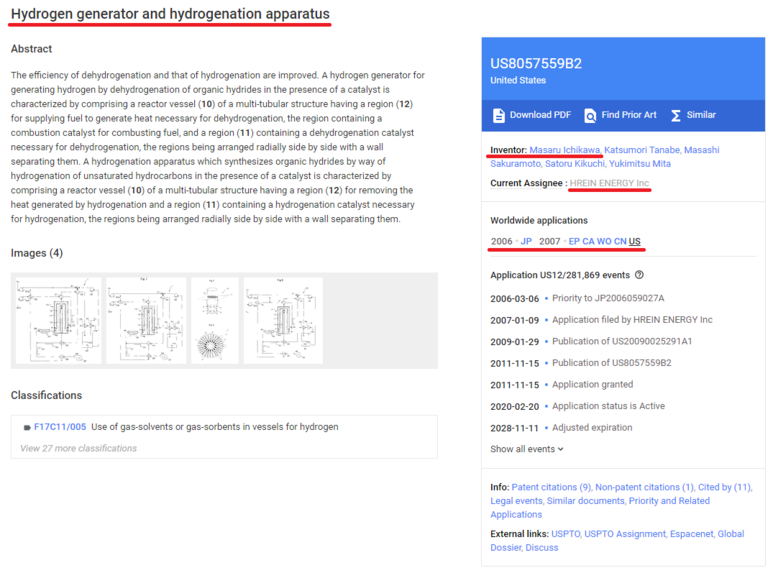 Hydrogen generator and hydrogenation apparatus
Abstract
The efficiency of dehydrogenation and that of hydrogenation are improved. A hydrogen generator for
generating hydrogen by dehydrogenation of organic hydrides in the presence of a catalyst is
characterized by comprising a reactor vessel (10) of a multi-tubular structure having a region (12)
for supplying fuel to generate heat necessary for dehydrogenation, the region containing a
combustion catalyst for combusting fuel, and a region (11) containing a dehydrogenation catalyst
necessary for dehydrogenation, the regions being arranged radially side by side with a wall
separating them. A hydrogenation apparatus which synthesizes organic hydrides by way of
hydrogenation of unsaturated hydrocarbons in the presence of a catalyst is characterized by
comprising a reactor vessel (10) of a multi-tubular structure having a region (12) for removing the
heat generated by hydrogenation and a region (11) containing a hydrogenation catalyst necessary
for hydrogenation, the regions being arranged radially side by side with a wall separating them.
Images (4)
Classifications
F17C11/005 Use of gas-solvents or gas-sorbents in vessels for hydrogen
View 27 more classifications
US8057559B2
United States
Download PDF Find Prior Art Similar
Inventor: Masaru Ichikawa, Katsumori Tanabe, Masashi
Sakuramoto, Satoru Kikuchi, Yukimitsu Mita
Current Assignee : HREIN ENERGY Inc
Worldwide applications
2006 · JP 2007 · EP CA WO CN US
Application US12/281,869 events
2006-03-06 • Priority to JP2006059027A
2007-01-09 • Application filed by HREIN ENERGY Inc
2009-01-29 • Publication of US20090025291A1
2011-11-15 • Publication of US8057559B2
2011-11-15 • Application granted
2020-02-20 • Application status is Active
2028-11-11 • Adjusted expiration
Show all events
Info: Patent citations (9), Non-patent citations (1), Cited by (11),
Legal events, Similar documents, Priority and Related
Applications
External links: USPTO, USPTO Assignment, Espacenet, Global
Dossier, Discuss